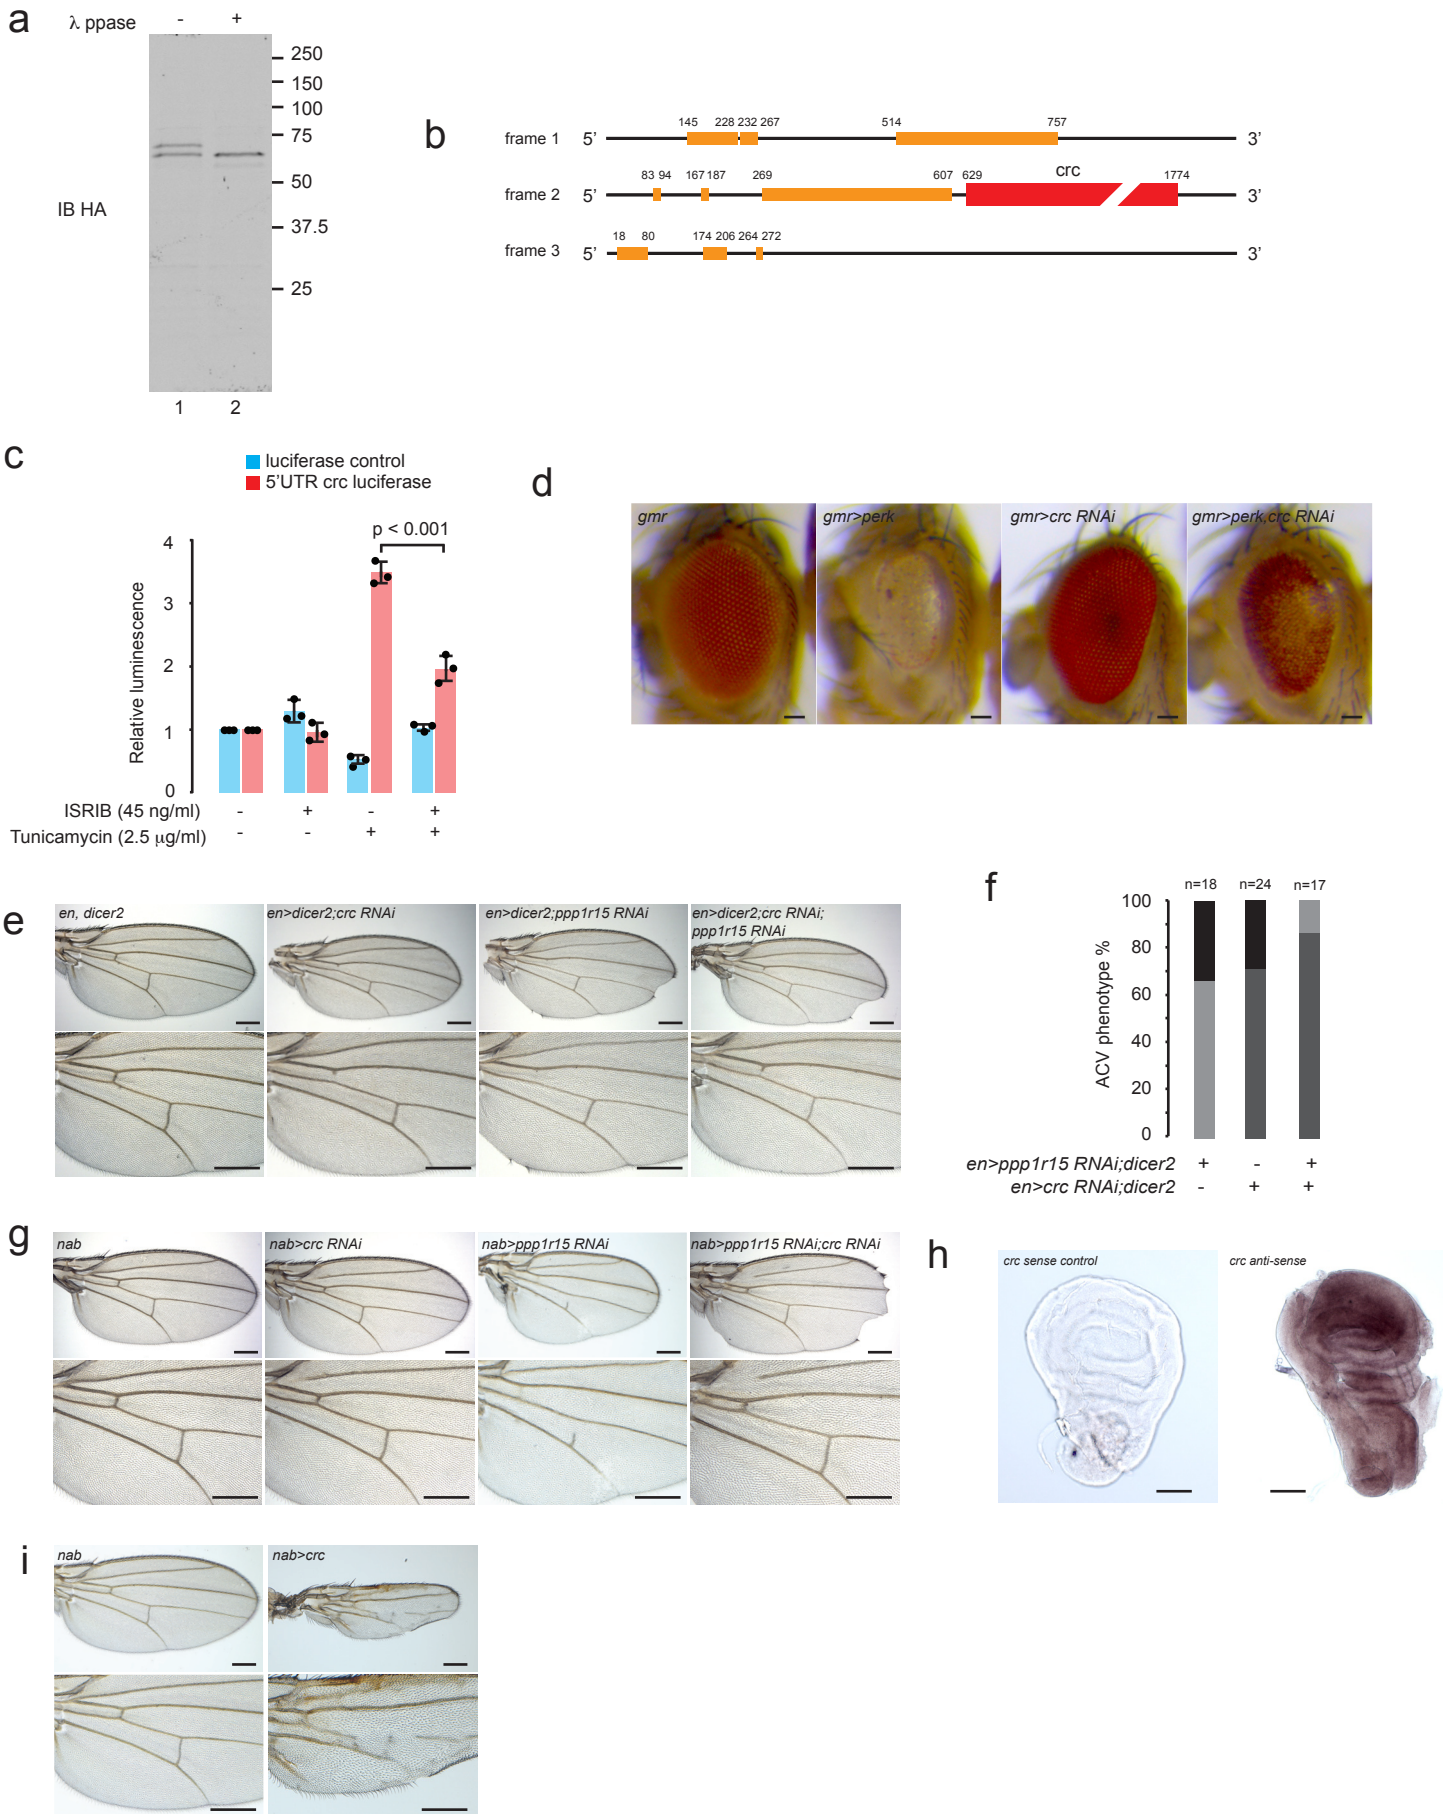 a
λ ppase - +
250
150
100
75
50
37.5
25
IB HA
1 2
b
frame 1 5' 145 228 232 267 514 757 3'
crc
frame 2 5' 83 94 167 187 269 607 629 1774 3'
frame 3 5' 18 80 174 206 264 272 3'
c
luciferase control
5'UTR crc luciferase
p < 0.001
Relative luminescence
4
3
2
1
0
ISRIB (45 ng/ml) - + - +
Tunicamycin (2.5 μg/ml) - - + +
d
gmr
gmr>perk
gmr>crc RNAi
gmr>perk,crc RNAi
e
en, dicer2
en>dicer2;crc RNAi
en>dicer2;ppp1r15 RNAi
en>dicer2;crc RNAi;
ppp1r15 RNAi
f
n=18 n=24 n=17
ACV phenotype %
100
80
60
40
20
0
en>ppp1r15 RNAi;dicer2 + - +
en>crc RNAi;dicer2 - + +
g
nab
nab>crc RNAi
nab>ppp1r15 RNAi
nab>ppp1r15 RNAi;crc RNAi
h
crc sense control
crc anti-sense
i
nab
nab>crc